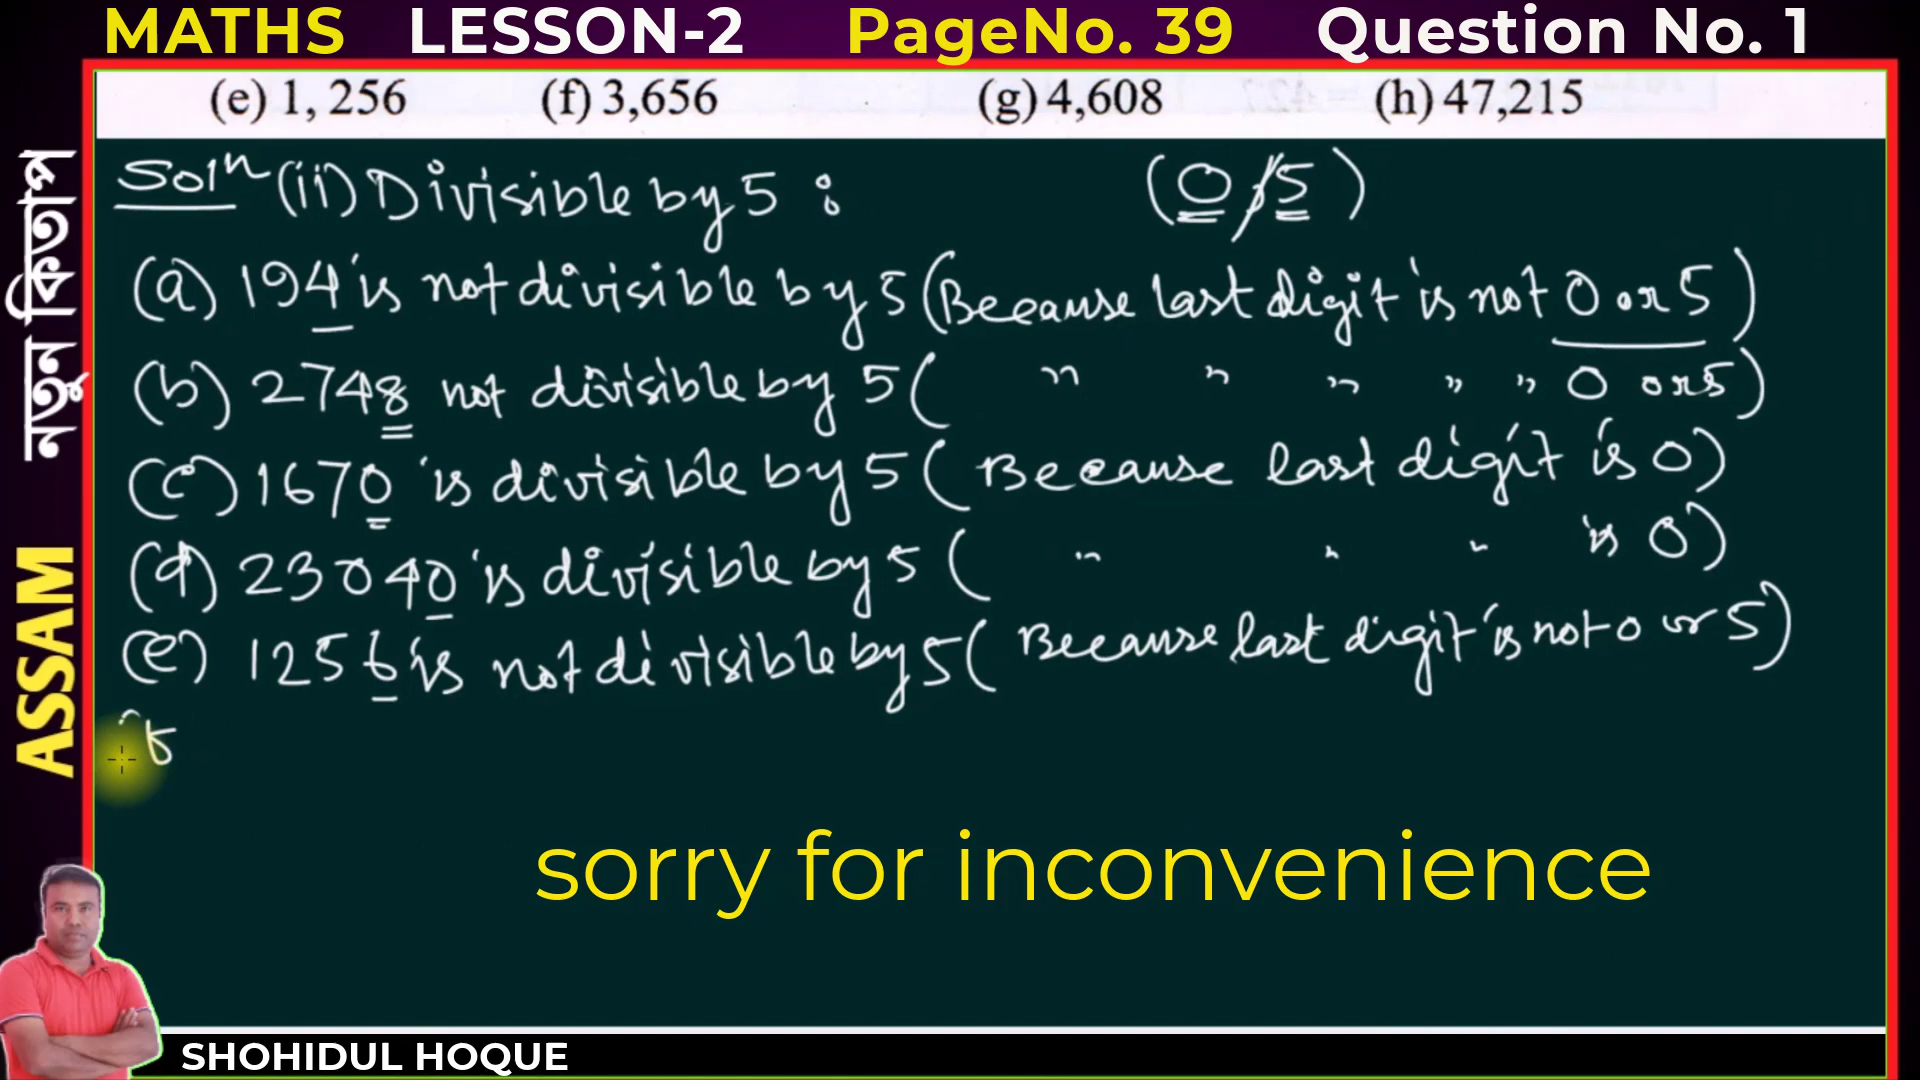 MATHS LESSON-2 PageNo. 39 Question No. 1
(e) 1, 256 (f) 3,656 (g) 4,608 (h) 47,215
Solⁿ (ii) Divisible by 5 : (0/5)
(a) 194 is not divisible by 5 (Because last digit is not 0 or 5)
(b) 2748 not divisible by 5 ( " " " " " 0 or 5)
(c) 1670 is divisible by 5 ( Because last digit is 0)
(d) 23040 is divisible by 5 ( " " " is 0)
(e) 1256 is not divisible by 5 ( Because last digit is not 0 or 5)
নতুন কিতাপ
ASSAM
sorry for inconvenience
SHOHIDUL HOQUE